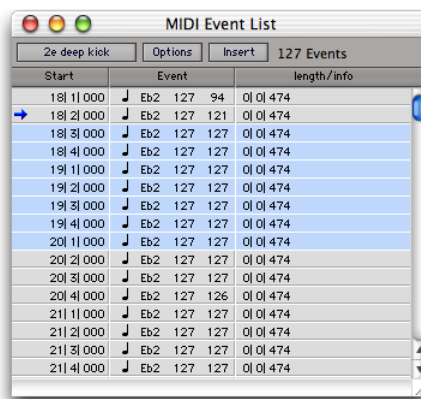 MIDI Event List
2e deep kick Options Insert 127 Events
Start Event length/info
18| 1| 000 Eb2 127 94 0| 0| 474
18| 2| 000 Eb2 127 121 0| 0| 474
18| 3| 000 Eb2 127 127 0| 0| 474
18| 4| 000 Eb2 127 127 0| 0| 474
19| 1| 000 Eb2 127 127 0| 0| 474
19| 2| 000 Eb2 127 127 0| 0| 474
19| 3| 000 Eb2 127 127 0| 0| 474
19| 4| 000 Eb2 127 127 0| 0| 474
20| 1| 000 Eb2 127 127 0| 0| 474
20| 2| 000 Eb2 127 127 0| 0| 474
20| 3| 000 Eb2 127 127 0| 0| 474
20| 4| 000 Eb2 127 126 0| 0| 474
21| 1| 000 Eb2 127 127 0| 0| 474
21| 2| 000 Eb2 127 127 0| 0| 474
21| 3| 000 Eb2 127 127 0| 0| 474
21| 4| 000 Eb2 127 127 0| 0| 474